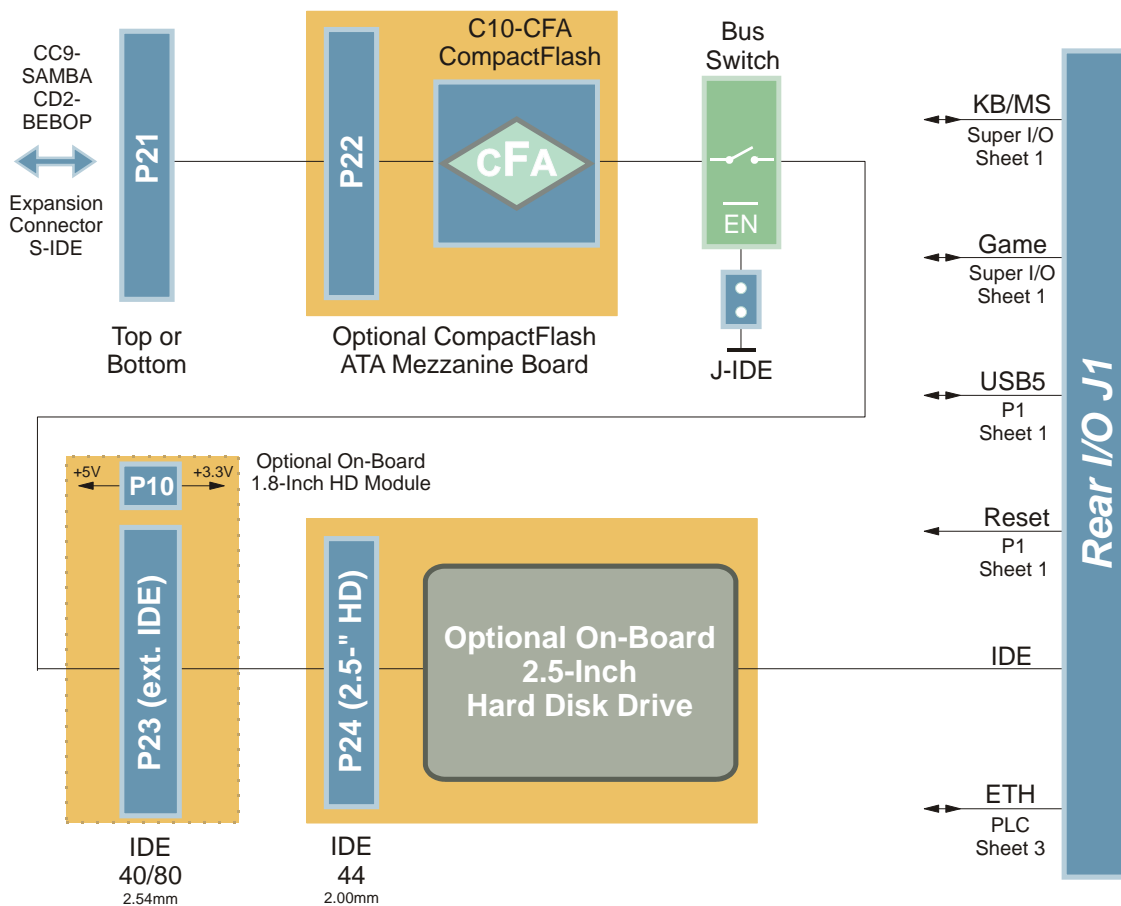 CC9-
SAMBA
CD2-
BEBOP
Expansion
Connector
S-IDE
P21
Top or
Bottom
C10-CFA
CompactFlash
P22
CFA
Optional CompactFlash
ATA Mezzanine Board
Bus
Switch
EN
J-IDE
KB/MS
Super I/O
Sheet 1
Game
Super I/O
Sheet 1
USB5
P1
Sheet 1
Reset
P1
Sheet 1
IDE
ETH
PLC
Sheet 3
Rear I/O J1
+5V
P10
+3.3V
Optional On-Board
1.8-Inch HD Module
P23 (ext. IDE)
IDE
40/80
2.54mm
P24 (2.5-" HD)
IDE
44
2.00mm
Optional On-Board
2.5-Inch
Hard Disk Drive